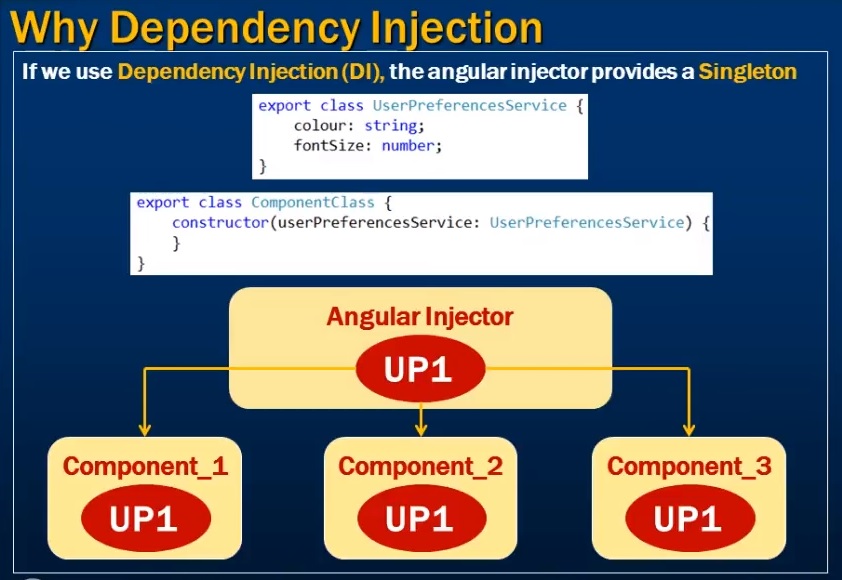 Why Dependency Injection
If we use Dependency Injection (DI), the angular injector provides a Singleton
export class UserPreferencesService {
    colour: string;
    fontSize: number;
}
export class ComponentClass {
    constructor(userPreferencesService: UserPreferencesService) {
    }
}
Angular Injector
UP1
Component_1
UP1
Component_2
UP1
Component_3
UP1